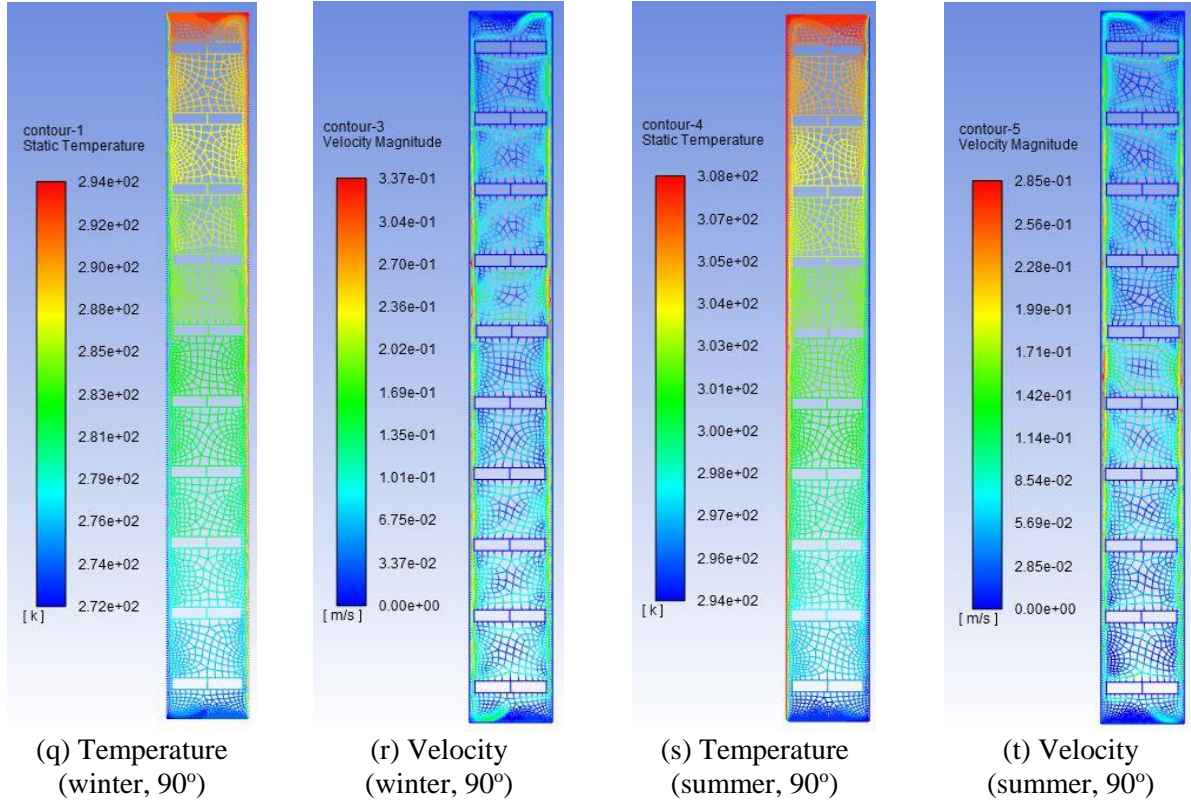 contour-1
Static Temperature
2.94e+02
2.92e+02
2.90e+02
2.88e+02
2.85e+02
2.83e+02
2.81e+02
2.79e+02
2.76e+02
2.74e+02
2.72e+02
[ k ]
(q) Temperature
(winter, 90º)
contour-3
Velocity Magnitude
3.37e-01
3.04e-01
2.70e-01
2.36e-01
2.02e-01
1.69e-01
1.35e-01
1.01e-01
6.75e-02
3.37e-02
0.00e+00
[ m/s ]
(r) Velocity
(winter, 90º)
contour-4
Static Temperature
3.08e+02
3.07e+02
3.05e+02
3.04e+02
3.03e+02
3.01e+02
3.00e+02
2.98e+02
2.97e+02
2.96e+02
2.94e+02
[ k ]
(s) Temperature
(summer, 90º)
contour-5
Velocity Magnitude
2.85e-01
2.56e-01
2.28e-01
1.99e-01
1.71e-01
1.42e-01
1.14e-01
8.54e-02
5.69e-02
2.85e-02
0.00e+00
[ m/s ]
(t) Velocity
(summer, 90º)